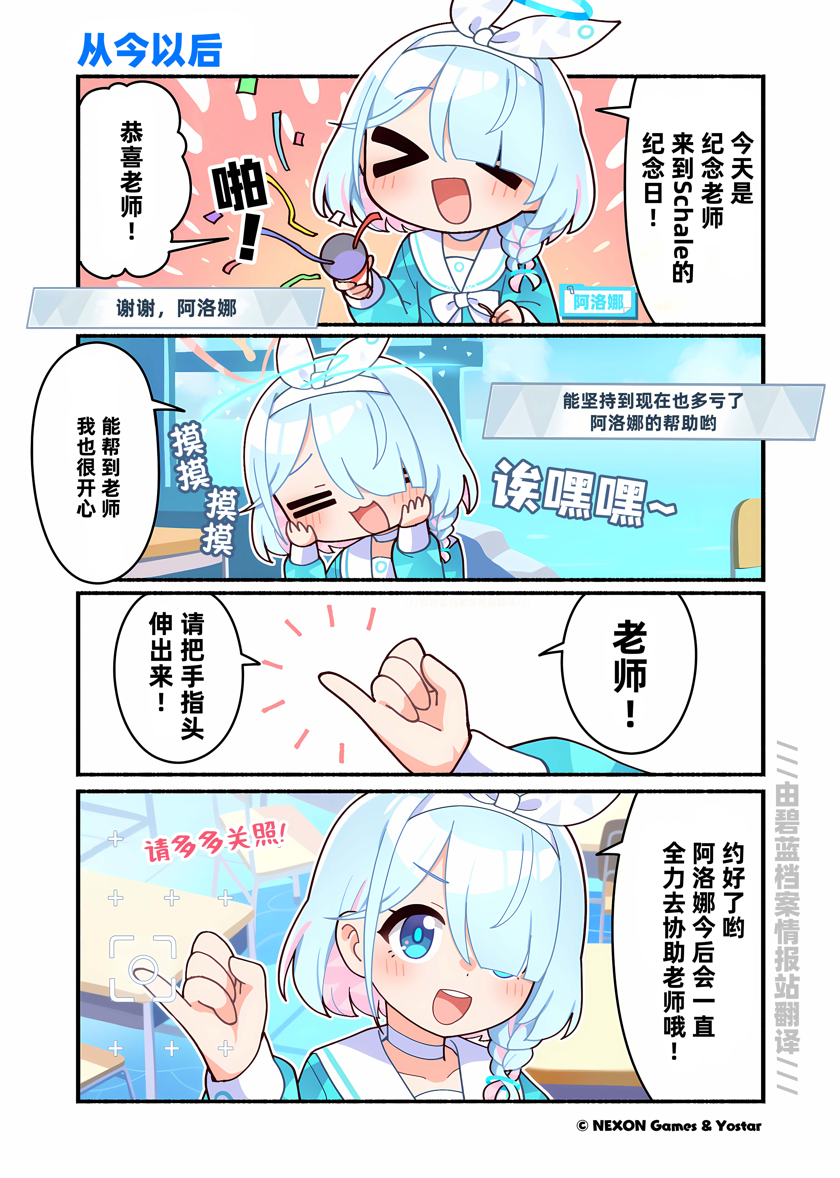 从今以后
今天是
纪念老师
来到Schale的
纪念日！
啪！
恭喜老师！
阿洛娜
谢谢，阿洛娜
能坚持到现在也多亏了
阿洛娜的帮助哟
诶嘿嘿~
摸摸
摸摸
能帮到老师
我也很开心
老师！
请把手指头
伸出来！
约好了哟
阿洛娜今后会一直
全力去协助老师哦！
请多多关照!
///由碧蓝档案情报站翻译///
© NEXON Games & Yostar